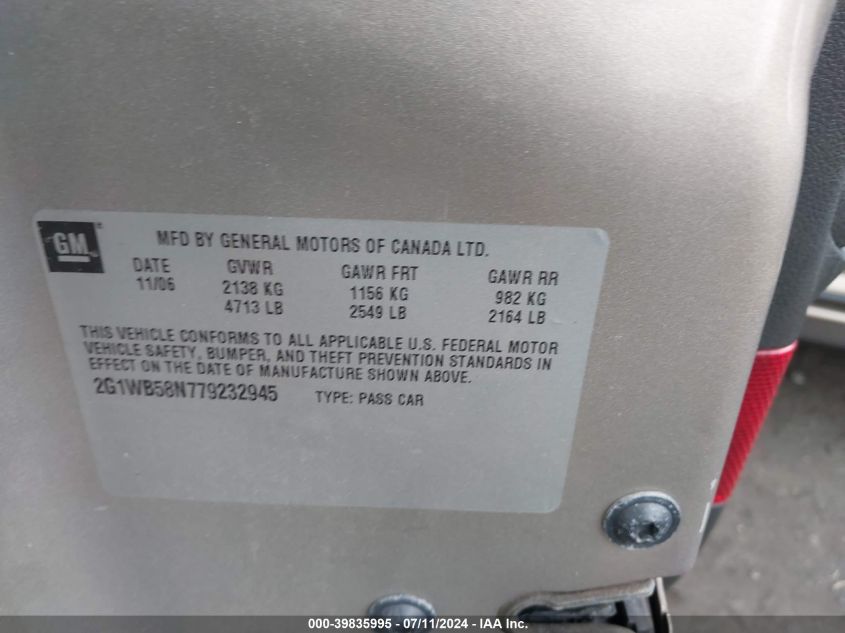 GM
MFD BY GENERAL MOTORS OF CANADA LTD.
DATE GVWR GAWR FRT GAWR RR
11/06 2138 KG 1156 KG 982 KG
4713 LB 2549 LB 2164 LB
THIS VEHICLE CONFORMS TO ALL APPLICABLE U.S. FEDERAL MOTOR
VEHICLE SAFETY, BUMPER, AND THEFT PREVENTION STANDARDS IN
EFFECT ON THE DATE OF MANUFACTURE SHOWN ABOVE.
2G1WB58N779232945 TYPE: PASS CAR
000-39835995 - 07/11/2024 - IAA Inc.